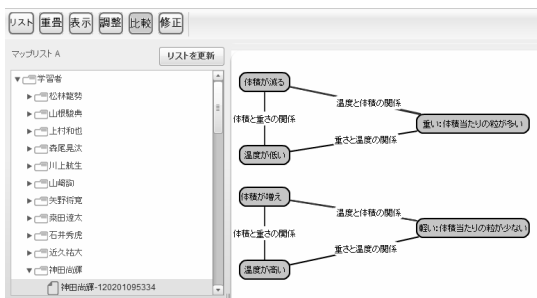 リスト 重畳 表示 調整 比較 修正
マップリスト A
リストを更新
学習者
松林駿勢
山根駿典
上村和也
森尾晃汰
川上航生
山﨑駒
矢野将寛
桒田遼太
石井秀虎
近久祐大
神田尚輝
神田尚輝-120201095334
体積が減る
温度と体積の関係
体積と重さの関係
重い:体積当たりの粒が多い
重さと温度の関係
温度が低い
体積が増え
温度と体積の関係
体積と重さの関係
軽い:体積当たりの粒が少ない
重さと温度の関係
温度が高い